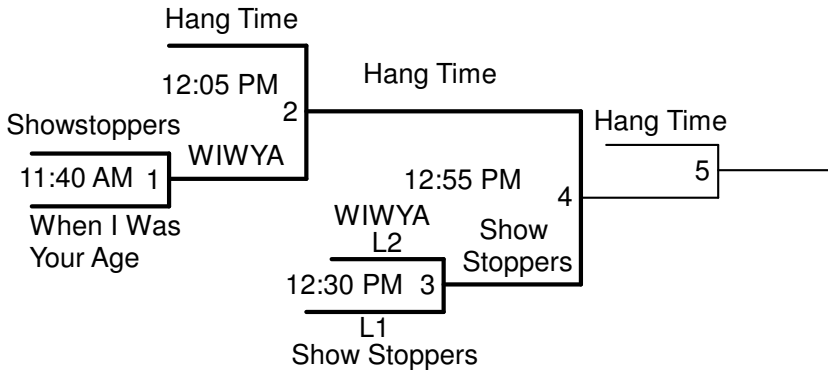 Hang Time
12:05 PM
2
Hang Time
Showstoppers
WIWYA
11:40 AM 1
When I Was
Your Age
Hang Time
5
12:55 PM
4
WIWYA
L2
Show
Stoppers
12:30 PM 3
L1
Show Stoppers